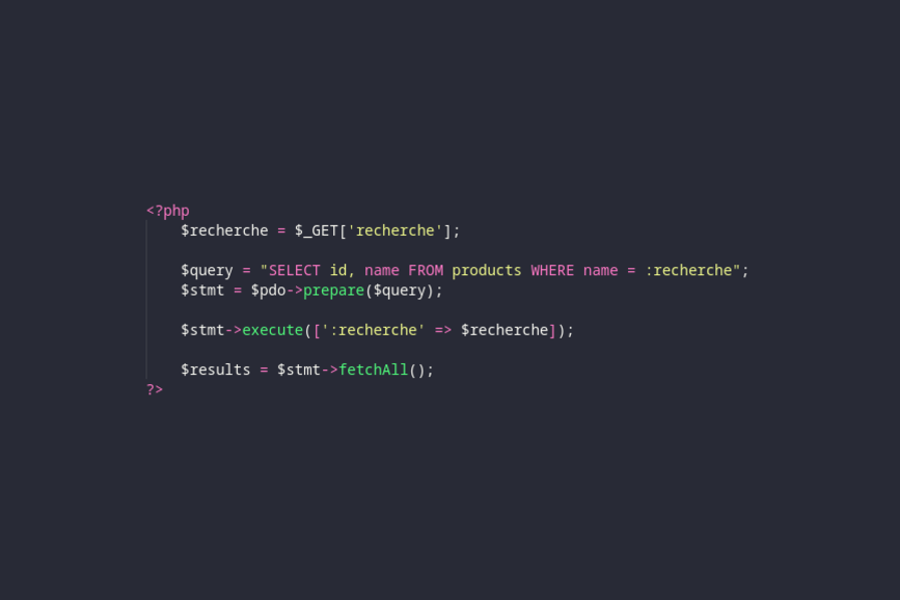 <?php
$recherche = $_GET['recherche'];
$query = "SELECT id, name FROM products WHERE name = :recherche";
$stmt = $pdo->prepare($query);
$stmt->execute([':recherche' => $recherche]);
$results = $stmt->fetchAll();
?>